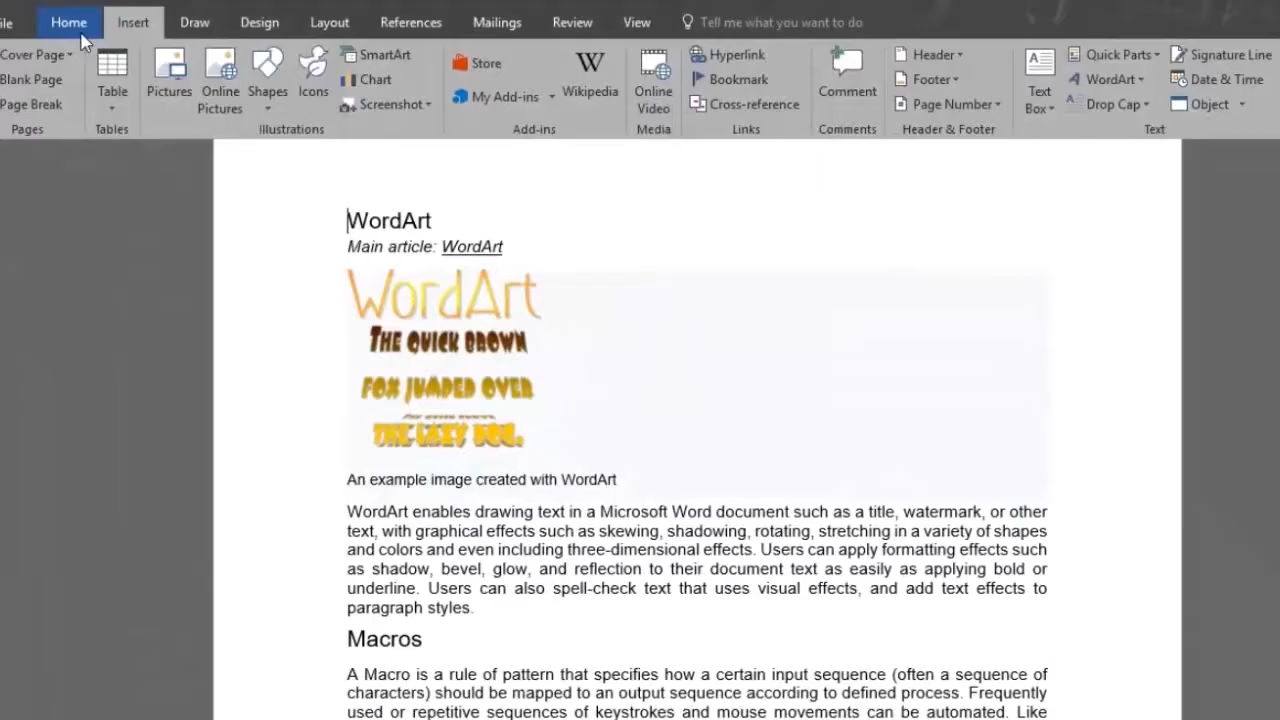 ile Home Insert Draw Design Layout References Mailings Review View Tell me what you want to do
Cover Page
Blank Page
Page Break
Pages
Table
Tables
Pictures
Online Pictures
Shapes
Icons
SmartArt
Chart
Screenshot
Illustrations
Store
My Add-ins
W
Wikipedia
Add-ins
Online Video
Media
Hyperlink
Bookmark
Cross-reference
Links
Comment
Comments
Header
Footer
Page Number
Header & Footer
A
Text Box
Quick Parts
WordArt
Drop Cap
Signature Line
Date & Time
Object
Text
WordArt
Main article: WordArt
WordArt
THE QUICK BROWN
FOX JUMPED OVER
THE LAZY DOG.
An example image created with WordArt
WordArt enables drawing text in a Microsoft Word document such as a title, watermark, or other
text, with graphical effects such as skewing, shadowing, rotating, stretching in a variety of shapes
and colors and even including three-dimensional effects. Users can apply formatting effects such
as shadow, bevel, glow, and reflection to their document text as easily as applying bold or
underline. Users can also spell-check text that uses visual effects, and add text effects to
paragraph styles.
Macros
A Macro is a rule of pattern that specifies how a certain input sequence (often a sequence of
characters) should be mapped to an output sequence according to defined process. Frequently
used or repetitive sequences of keystrokes and mouse movements can be automated. Like